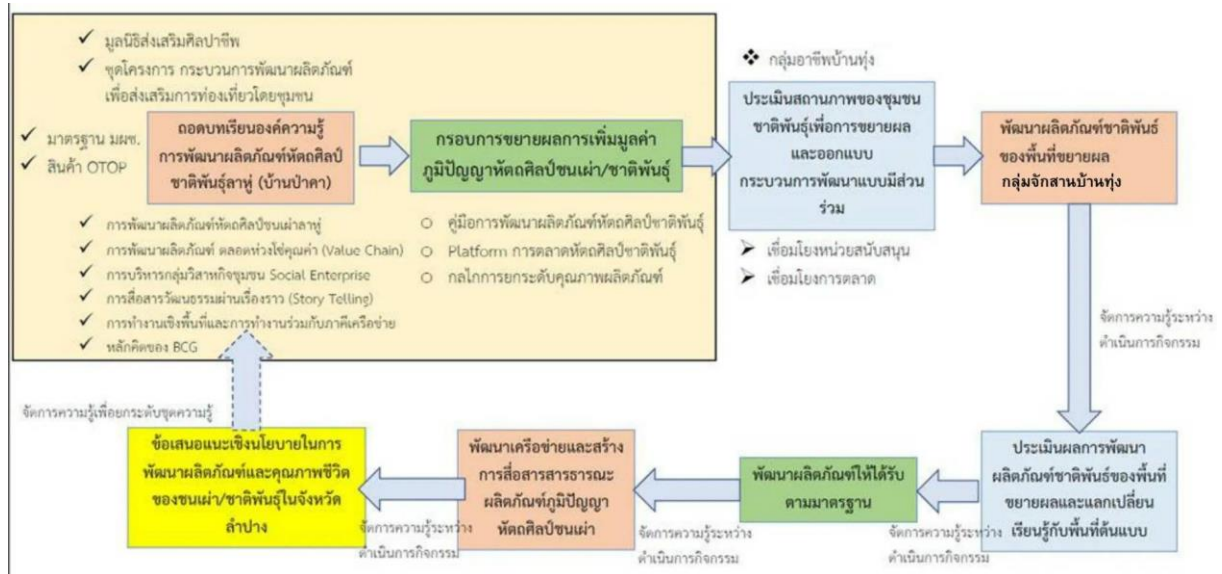 ✓ มูลนิธิส่งเสริมศิลปาชีพ
✓ ชุดโครงการ กระบวนการพัฒนาผลิตภัณฑ์
เพื่อส่งเสริมการท่องเที่ยวโดยชุมชน
✓ มาตรฐาน มผช.
✓ สินค้า OTOP
ถอดบทเรียนองค์ความรู้
การพัฒนาผลิตภัณฑ์หัตถศิลป์
ชาติพันธุ์ลาหู่ (บ้านป่าคา)
กรอบการขยายผลการเพิ่มมูลค่า
ภูมิปัญญาหัตถศิลป์ชนเผ่า/ชาติพันธุ์
✓ การพัฒนาผลิตภัณฑ์หัตถศิลป์ชนเผ่าลาหู่
✓ การพัฒนาผลิตภัณฑ์ ตลอดห่วงโซ่คุณค่า (Value Chain)
✓ การบริหารกลุ่มวิสาหกิจชุมชน Social Enterprise
✓ การสื่อสารวัฒนธรรมผ่านเรื่องราว (Story Telling)
✓ การทำงานเชิงพื้นที่และการทำงานร่วมกับภาคีเครือข่าย
✓ หลักคิดของ BCG
○ คู่มือการพัฒนาผลิตภัณฑ์หัตถศิลป์ชาติพันธุ์
○ Platform การตลาดหัตถศิลป์ชาติพันธุ์
○ กลไกการยกระดับคุณภาพผลิตภัณฑ์
❖ กลุ่มอาชีพบ้านทุ่ง
ประเมินสถานภาพของชุมชน
ชาติพันธุ์เพื่อการขยายผล
และออกแบบ
กระบวนการพัฒนาแบบมีส่วน
ร่วม
➢ เชื่อมโยงหน่วยสนับสนุน
➢ เชื่อมโยงการตลาด
พัฒนาผลิตภัณฑ์ชาติพันธุ์
ของพื้นที่ขยายผล
กลุ่มจักสานบ้านทุ่ง
จัดการความรู้ระหว่าง
ดำเนินการกิจกรรม
ประเมินผลการพัฒนา
ผลิตภัณฑ์ชาติพันธุ์ของพื้นที่
ขยายผลและแลกเปลี่ยน
เรียนรู้กับพื้นที่ต้นแบบ
จัดการความรู้ระหว่าง
ดำเนินการกิจกรรม
พัฒนาผลิตภัณฑ์ให้ได้รับ
ตามมาตรฐาน
จัดการความรู้ระหว่าง
ดำเนินการกิจกรรม
พัฒนาเครือข่ายและสร้าง
การสื่อสารสารธารณะ
ผลิตภัณฑ์ภูมิปัญญา
หัตถศิลป์ชนเผ่า
จัดการความรู้ระหว่าง
ดำเนินการกิจกรรม
ข้อเสนอแนะเชิงนโยบายในการ
พัฒนาผลิตภัณฑ์และคุณภาพชีวิต
ของชนเผ่า/ชาติพันธุ์ในจังหวัด
ลำปาง
จัดการความรู้เพื่อยกระดับชุดความรู้